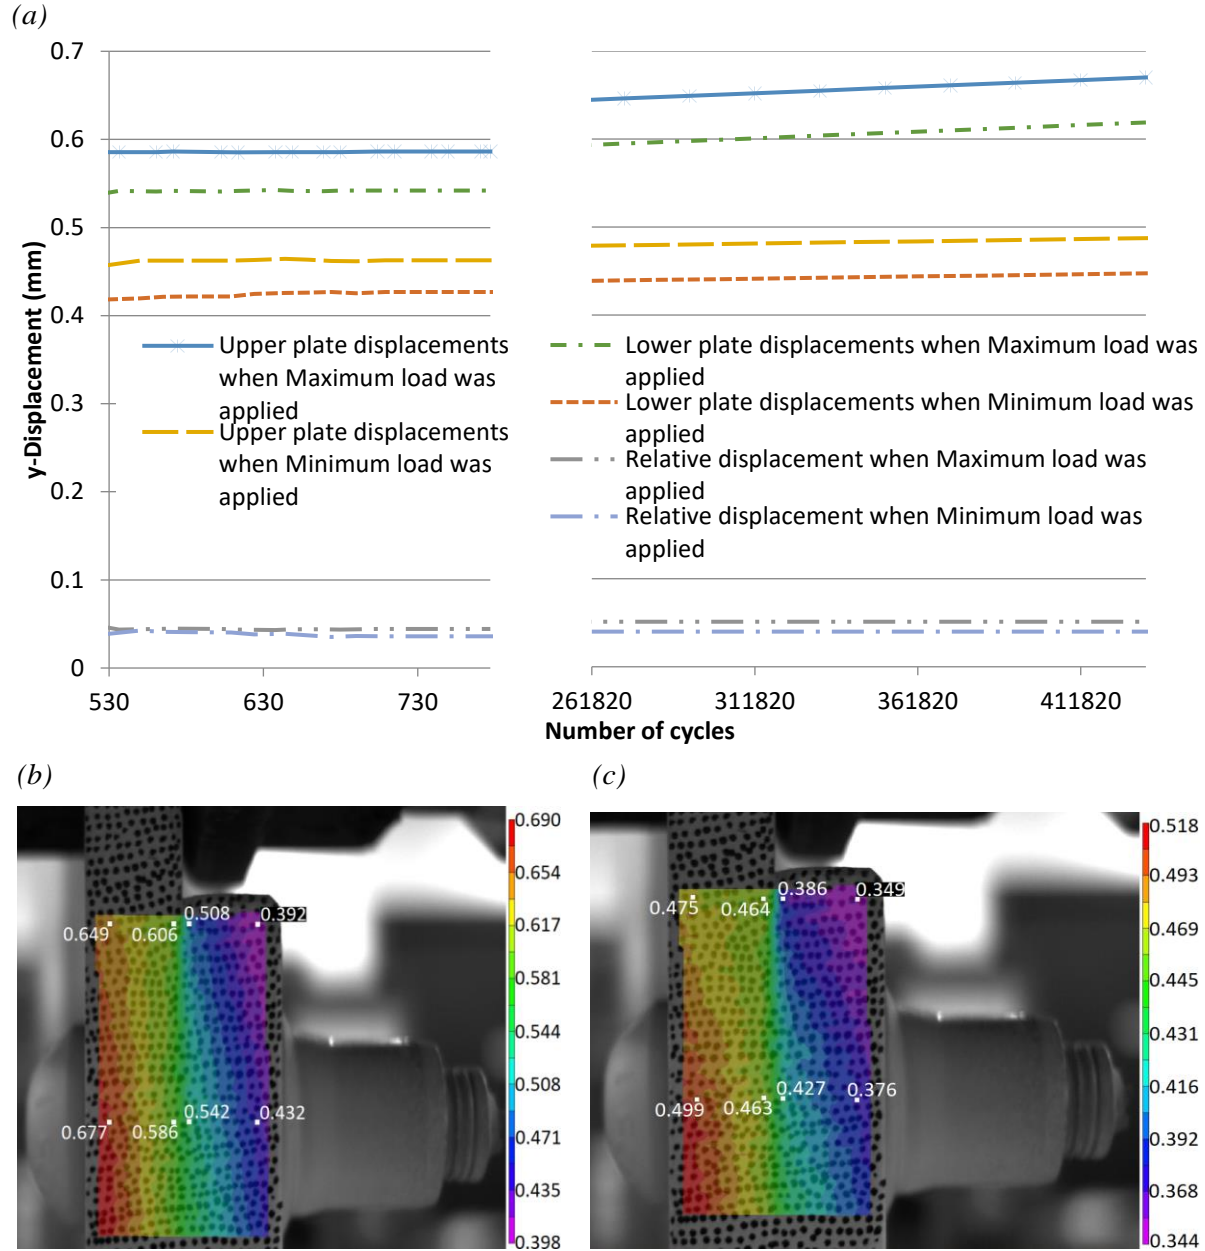 (a)
0.7
0.6
0.5
0.4
0.3
0.2
0.1
0
y-Displacement (mm)
Upper plate displacements
when Maximum load was
applied
Upper plate displacements
when Minimum load was
applied
Lower plate displacements when Maximum load was
applied
Lower plate displacements when Minimum load was
applied
Relative displacement when Maximum load was
applied
Relative displacement when Minimum load was
applied
530 630 730 261820 311820 361820 411820
Number of cycles
(b)
0.649 0.606 0.508 0.392
0.677 0.586 0.542 0.432
0.690
0.654
0.617
0.581
0.544
0.508
0.471
0.435
0.398
(c)
0.475 0.464 0.386 0.349
0.499 0.463 0.427 0.376
0.518
0.493
0.469
0.445
0.431
0.416
0.392
0.368
0.344